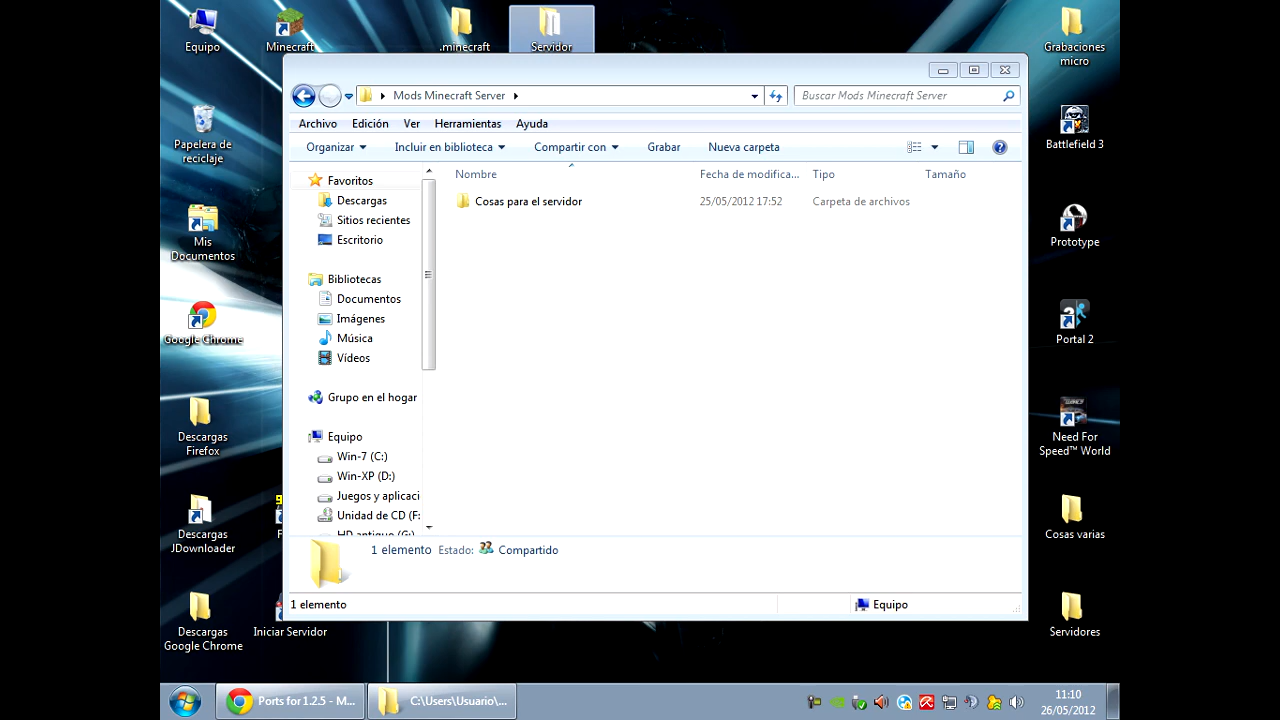 Equipo
Minecraft
.minecraft
Servidor
Grabaciones
micro
Mods Minecraft Server
Buscar Mods Minecraft Server
Archivo Edición Ver Herramientas Ayuda
Organizar Incluir en biblioteca Compartir con Grabar Nueva carpeta
Nombre Fecha de modifica... Tipo Tamaño
Cosas para el servidor 25/05/2012 17:52 Carpeta de archivos
Favoritos
Descargas
Sitios recientes
Escritorio
Bibliotecas
Documentos
Imágenes
Música
Vídeos
Grupo en el hogar
Equipo
Win-7 (C:)
Win-XP (D:)
Juegos y aplicaci
Unidad de CD (F:
HD antiguo (G:)
1 elemento Estado: Compartido
1 elemento
Equipo
Papelera de
reciclaje
Mis
Documentos
Google Chrome
Descargas
Firefox
Descargas
JDownloader
Descargas
Google Chrome
Iniciar Servidor
Battlefield 3
Prototype
Portal 2
Need For
Speed™ World
Cosas varias
Servidores
Ports for 1.2.5 - M...
C:\Users\Usuario\...
11:10
26/05/2012